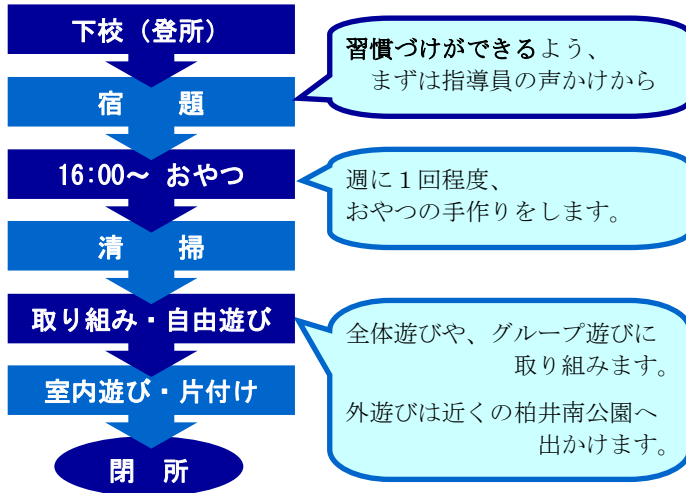 下校（登所）
習慣づけができるよう、
まずは指導員の声かけから
宿　題
16:00～ おやつ
週に１回程度、
おやつの手作りをします。
清　掃
取り組み・自由遊び
全体遊びや、グループ遊びに
取り組みます。
外遊びは近くの柏井南公園へ
出かけます。
室内遊び・片付け
閉　所